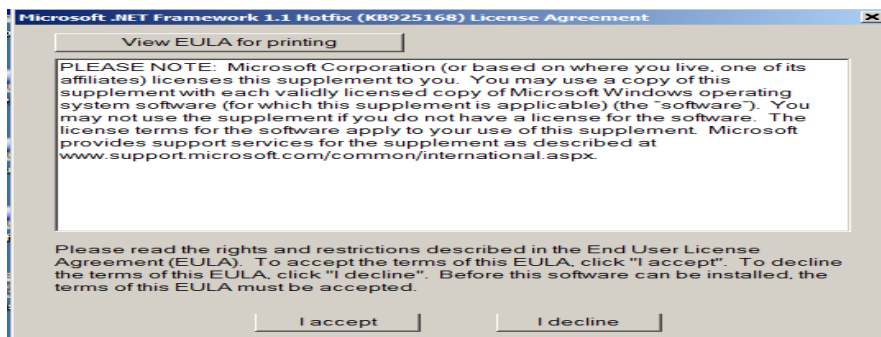 Microsoft .NET Framework 1.1 Hotfix (KB925168) License Agreement
View EULA for printing
PLEASE NOTE:  Microsoft Corporation (or based on where you live, one of its
affiliates) licenses this supplement to you.  You may use a copy of this
supplement with each validly licensed copy of Microsoft Windows operating
system software (for which this supplement is applicable) (the "software").  You
may not use the supplement if you do not have a license for the software.  The
license terms for the software apply to your use of this supplement.  Microsoft
provides support services for the supplement as described at
www.support.microsoft.com/common/international.aspx.
Please read the rights and restrictions described in the End User License
Agreement (EULA).  To accept the terms of this EULA, click "I accept".  To decline
the terms of this EULA, click "I decline".  Before this software can be installed, the
terms of this EULA must be accepted.
I accept
I decline